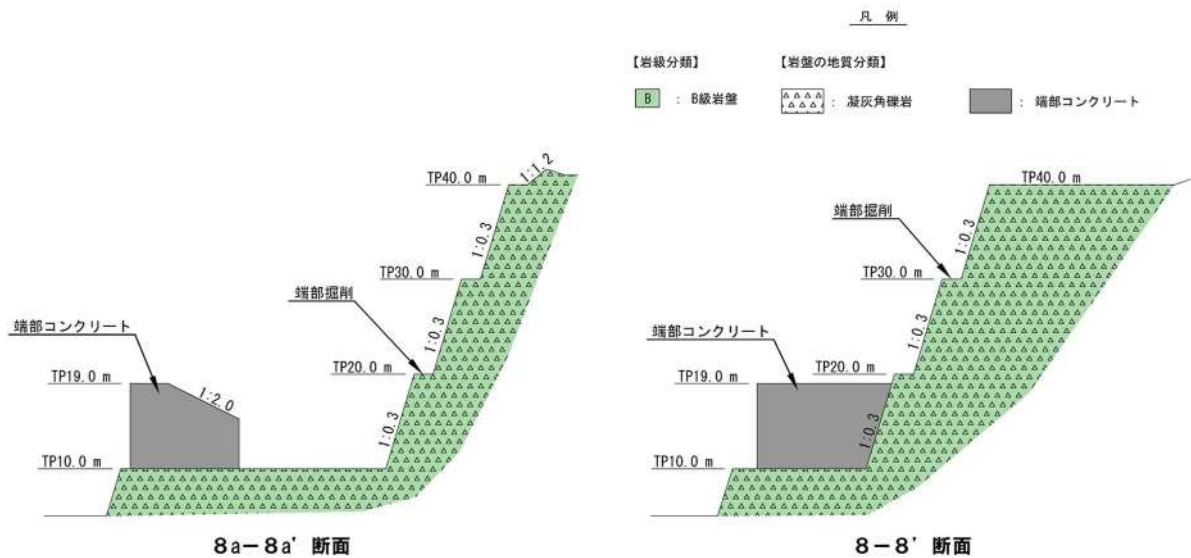 凡 例
【岩級分類】 【岩盤の地質分類】
B : B級岩盤 : 凝灰角礫岩 : 端部コンクリート
TP40.0 m
1:1.2
1:0.3
TP30.0 m
端部掘削
1:0.3
端部コンクリート
TP20.0 m
TP19.0 m
1:2.0
1:0.3
TP10.0 m
8a－8a' 断面
TP40.0 m
端部掘削
1:0.3
TP30.0 m
1:0.3
端部コンクリート
TP20.0 m
TP19.0 m
1:0.3
TP10.0 m
8－8' 断面